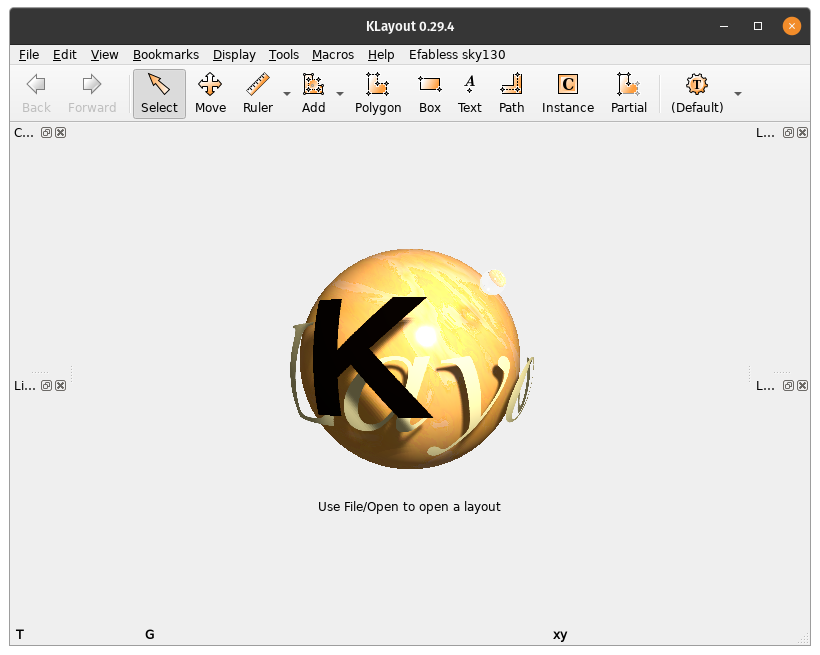 KLayout 0.29.4
File Edit View Bookmarks Display Tools Macros Help Efabless sky130
Back Forward Select Move Ruler Add Polygon Box Text Path Instance Partial (Default)
C... L...
K
Layo
Li... L...
Use File/Open to open a layout
T G xy